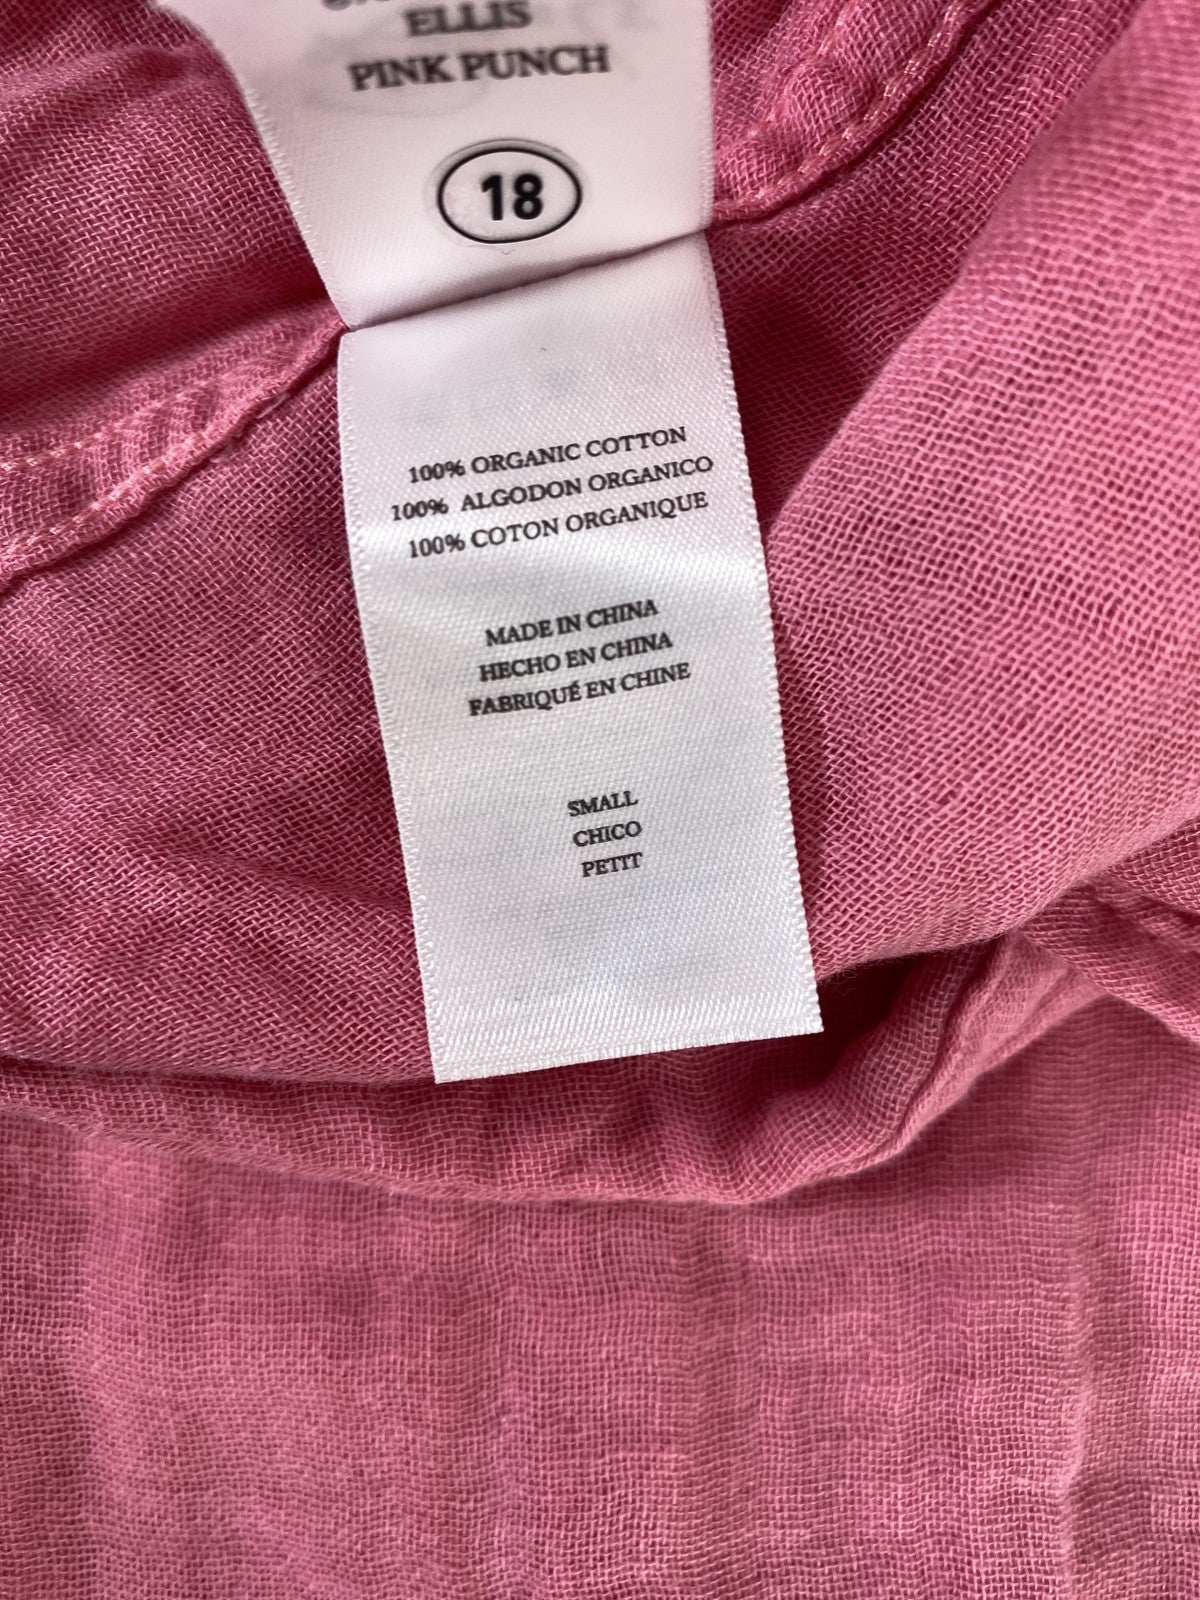 ELLIS
PINK PUNCH
18
100% ORGANIC COTTON
100% ALGODON ORGANICO
100% COTON ORGANIQUE
MADE IN CHINA
HECHO EN CHINA
FABRIQUÉ EN CHINE
SMALL
CHICO
PETIT